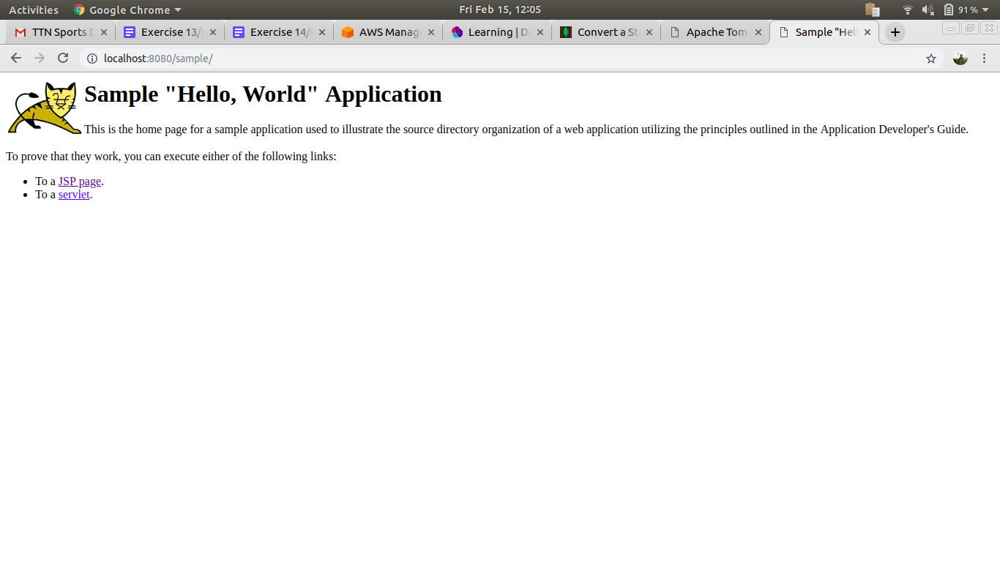 Activities Google Chrome Fri Feb 15, 12:05 91%
TTN Sports Exercise 13/ Exercise 14/ AWS Manag Learning | D Convert a St Apache Tom Sample "Hell
localhost:8080/sample/
Sample "Hello, World" Application
This is the home page for a sample application used to illustrate the source directory organization of a web application utilizing the principles outlined in the Application Developer's Guide.
To prove that they work, you can execute either of the following links:
• To a JSP page.
• To a servlet.